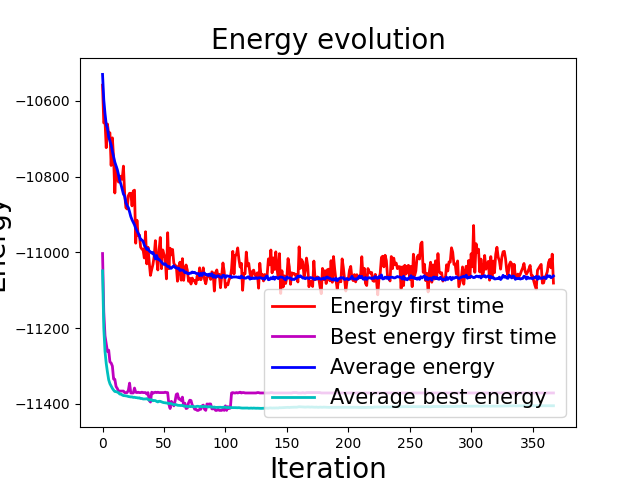 Energy evolution
Energy
−10600
−10800
−11000
−11200
−11400
0 50 100 150 200 250 300 350
Iteration
Energy first time
Best energy first time
Average energy
Average best energy